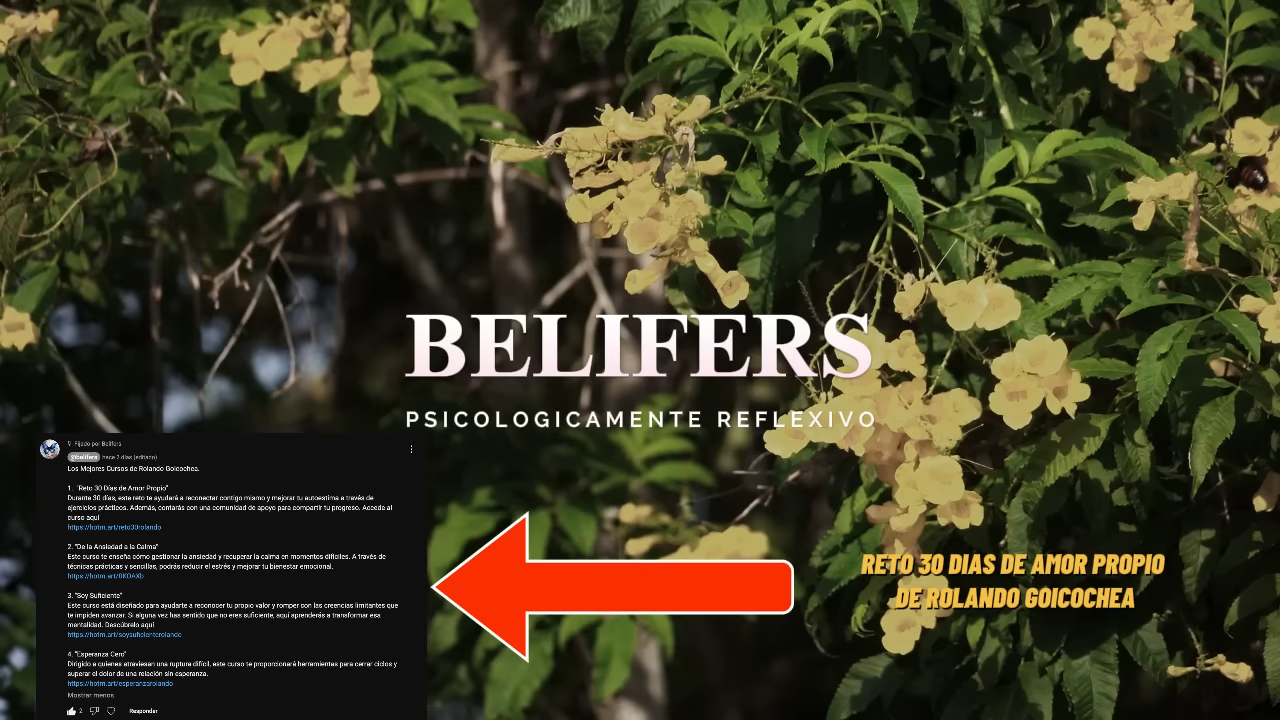 BELIFERS
PSICOLOGICAMENTE REFLEXIVO
Fijado por Belifers
@belifers hace 2 días (editado)
Los Mejores Cursos de Rolando Goicochea.
1. "Reto 30 Días de Amor Propio"
Durante 30 días, este reto te ayudará a reconectar contigo mismo y mejorar tu autoestima a través de
ejercicios prácticos. Además, contarás con una comunidad de apoyo para compartir tu progreso. Accede al
curso aquí
https://hotm.art/reto30rolando
2. "De la Ansiedad a la Calma"
Este curso te enseña cómo gestionar la ansiedad y recuperar la calma en momentos difíciles. A través de
técnicas prácticas y sencillas, podrás reducir el estrés y mejorar tu bienestar emocional.
https://hotm.art/0KOAXb
3. "Soy Suficiente"
Este curso está diseñado para ayudarte a reconocer tu propio valor y romper con las creencias limitantes que
te impiden avanzar. Si alguna vez has sentido que no eres suficiente, aquí aprenderás a transformar esa
mentalidad. Descúbrelo aquí
https://hotm.art/soysuficienterolando
4. "Esperanza Cero"
Dirigido a quienes atraviesan una ruptura difícil, este curso te proporcionará herramientas para cerrar ciclos y
superar el dolor de una relación sin esperanza.
https://hotm.art/esperanzarolando
Mostrar menos
2 Responder
RETO 30 DIAS DE AMOR PROPIO
DE ROLANDO GOICOCHEA